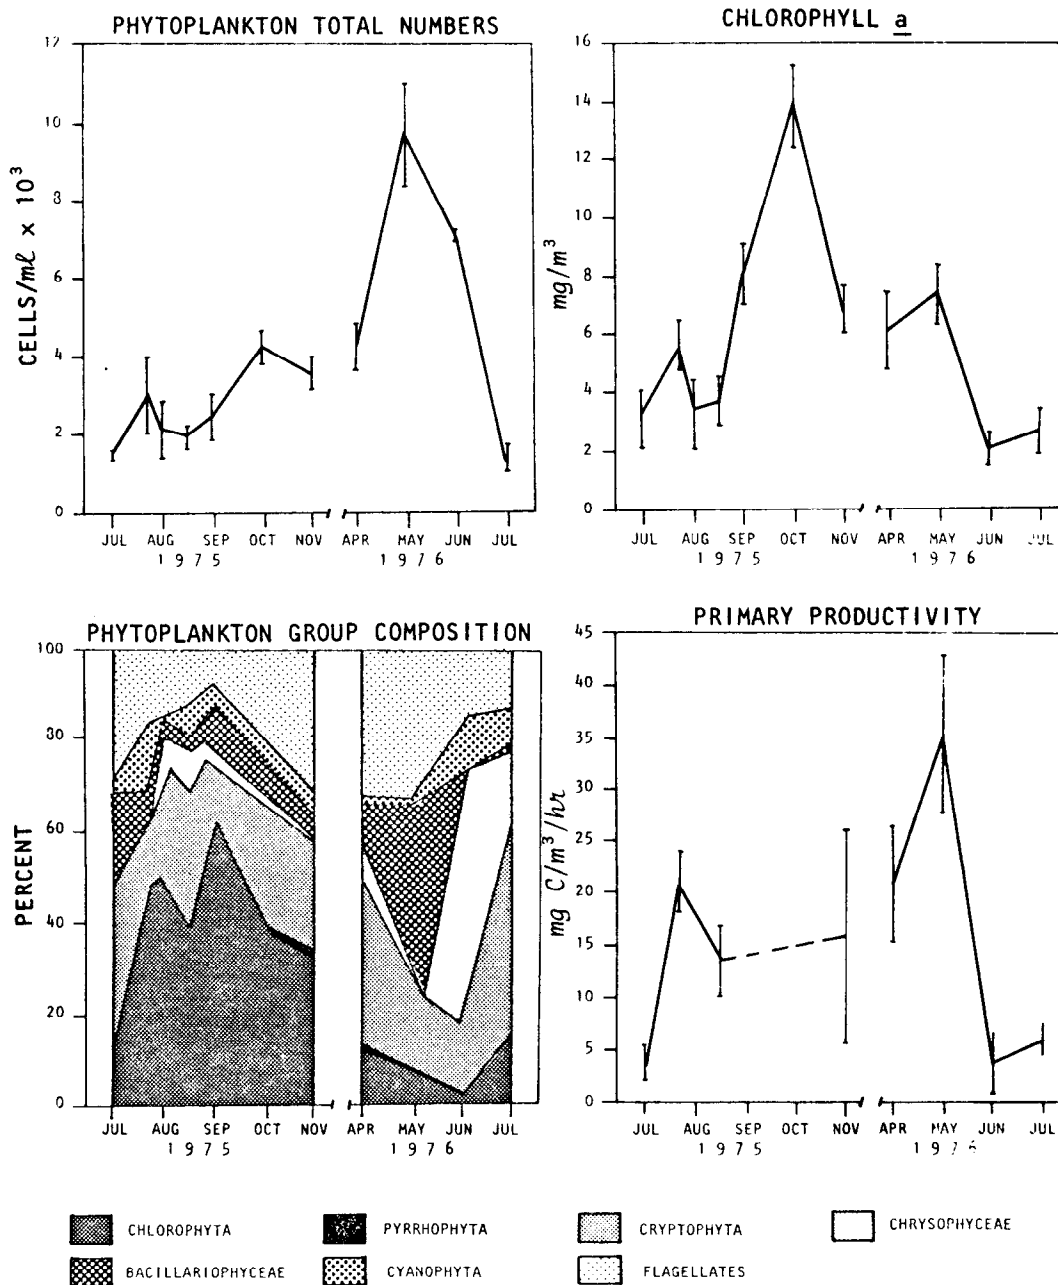 PHYTOPLANKTON TOTAL NUMBERS
12
10
8
6
4
2
0
CELLS/ml x 10³
JUL AUG SEP OCT NOV APR MAY JUN JUL
1975 1976
CHLOROPHYLL a
16
14
12
10
8
6
4
2
0
mg/m³
JUL AUG SEP OCT NOV APR MAY JUN JUL
1975 1976
PHYTOPLANKTON GROUP COMPOSITION
100
80
60
40
20
0
PERCENT
JUL AUG SEP OCT NOV APR MAY JUN JUL
1975 1976
PRIMARY PRODUCTIVITY
45
40
35
30
25
20
15
10
5
0
mg C/m³/hr
JUL AUG SEP OCT NOV APR MAY JUN JUL
1975 1976
CHLOROPHYTA PYRRHOPHYTA CRYPTOPHYTA CHRYSOPHYCEAE
BACILLARIOPHYCEAE CYANOPHYTA FLAGELLATES